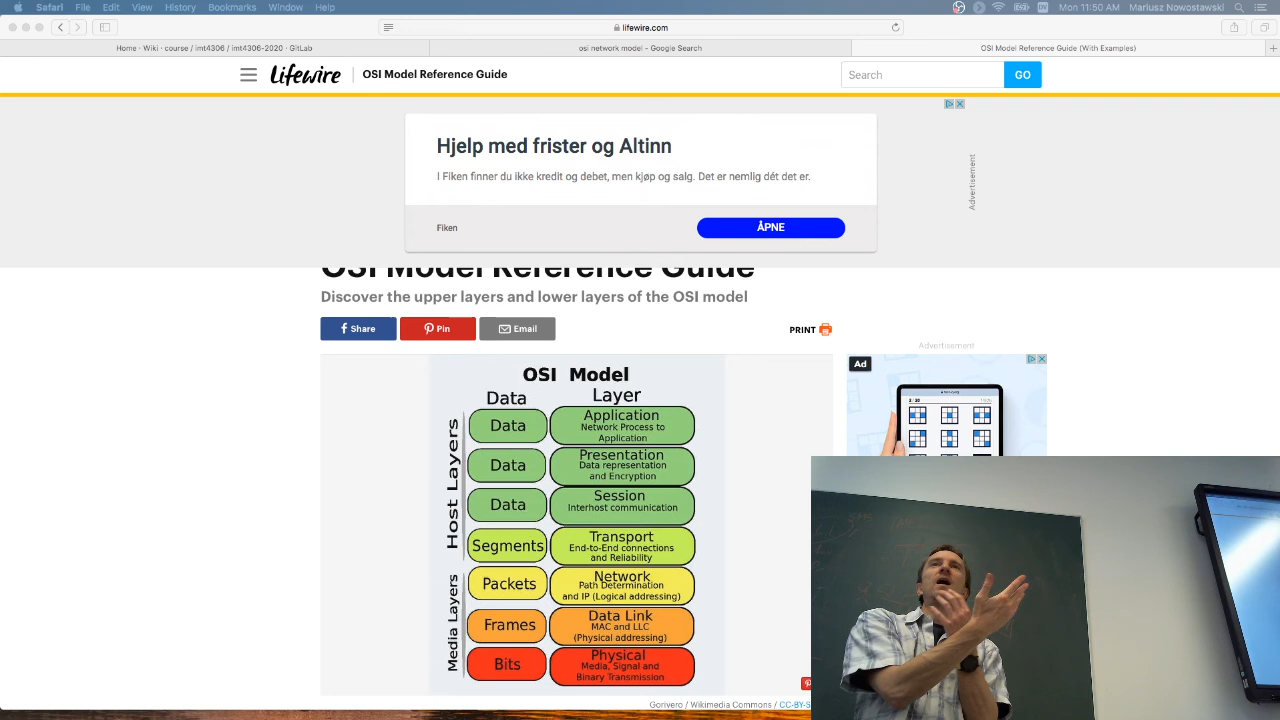 Safari File Edit View History Bookmarks Window Help
Mon 11:50 AM Mariusz Nowostawski
lifewire.com
Home · Wiki · course / imt4306 / imt4306-2020 · GitLab
osi network model - Google Search
OSI Model Reference Guide (With Examples)
Lifewire
OSI Model Reference Guide
Search
GO
Hjelp med frister og Altinn
I Fiken finner du ikke kredit og debet, men kjøp og salg. Det er nemlig dét det er.
Fiken
ÅPNE
Advertisement
OSI Model Reference Guide
Discover the upper layers and lower layers of the OSI model
Share
Pin
Email
PRINT
Advertisement
Ad
OSI Model
Data
Layer
Host Layers
Data
Application
Network Process to
Application
Data
Presentation
Data representation
and Encryption
Data
Session
Interhost communication
Segments
Transport
End-to-End connections
and Reliability
Media Layers
Packets
Network
Path Determination
and IP (Logical addressing)
Frames
Data Link
MAC and LLC
(Physical addressing)
Bits
Physical
Media, Signal and
Binary Transmission
Gorivero / Wikimedia Commons / CC-BY-S